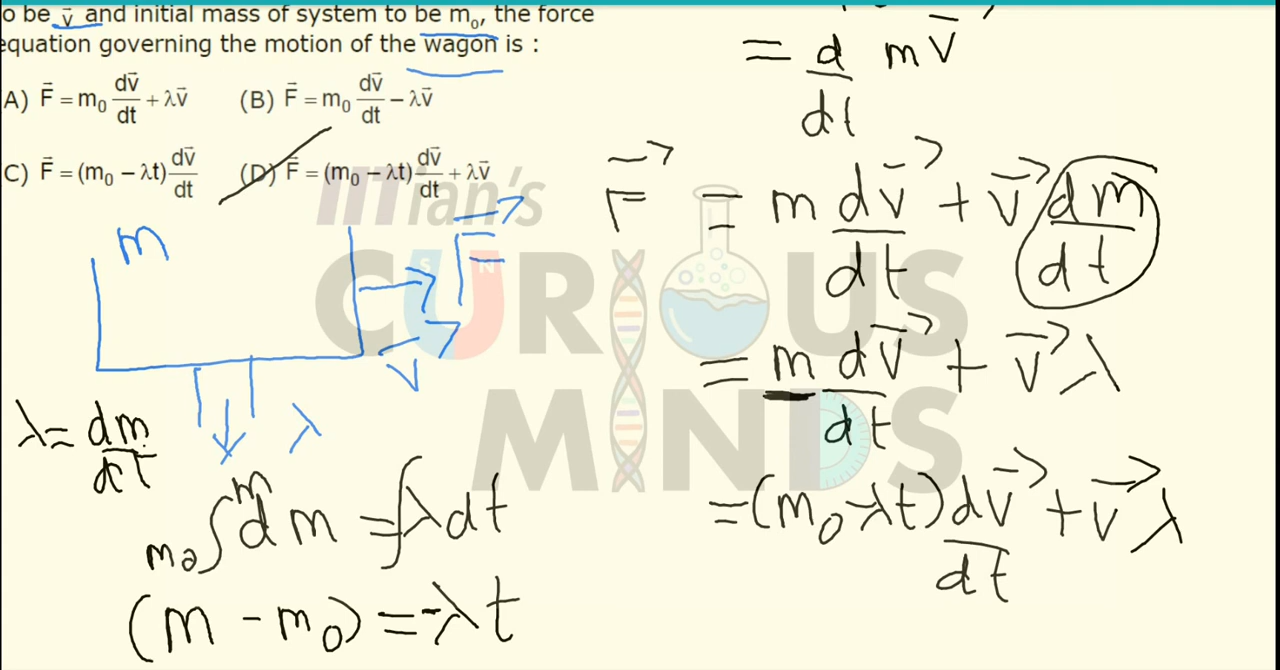 o be v⃗ and initial mass of system to be m₀, the force
equation governing the motion of the wagon is :
A) F⃗ = m₀ dv⃗/dt + λv⃗ (B) F⃗ = m₀ dv⃗/dt − λv⃗
C) F⃗ = (m₀ − λt) dv⃗/dt (D) F⃗ = (m₀ − λt) dv⃗/dt + λv⃗
IITian's
CURIOUS
MINDS
S N
m
F⃗
v
λ
λ = dm/dt
m₀∫ᵐ dm = ∫λdt
(m − m₀) = −λt
= d/dt mv⃗
F⃗ = m dv⃗/dt + v⃗ dm/dt
= m dv⃗/dt + v⃗ λ
= (m₀ − λt) dv⃗/dt + v⃗ λ